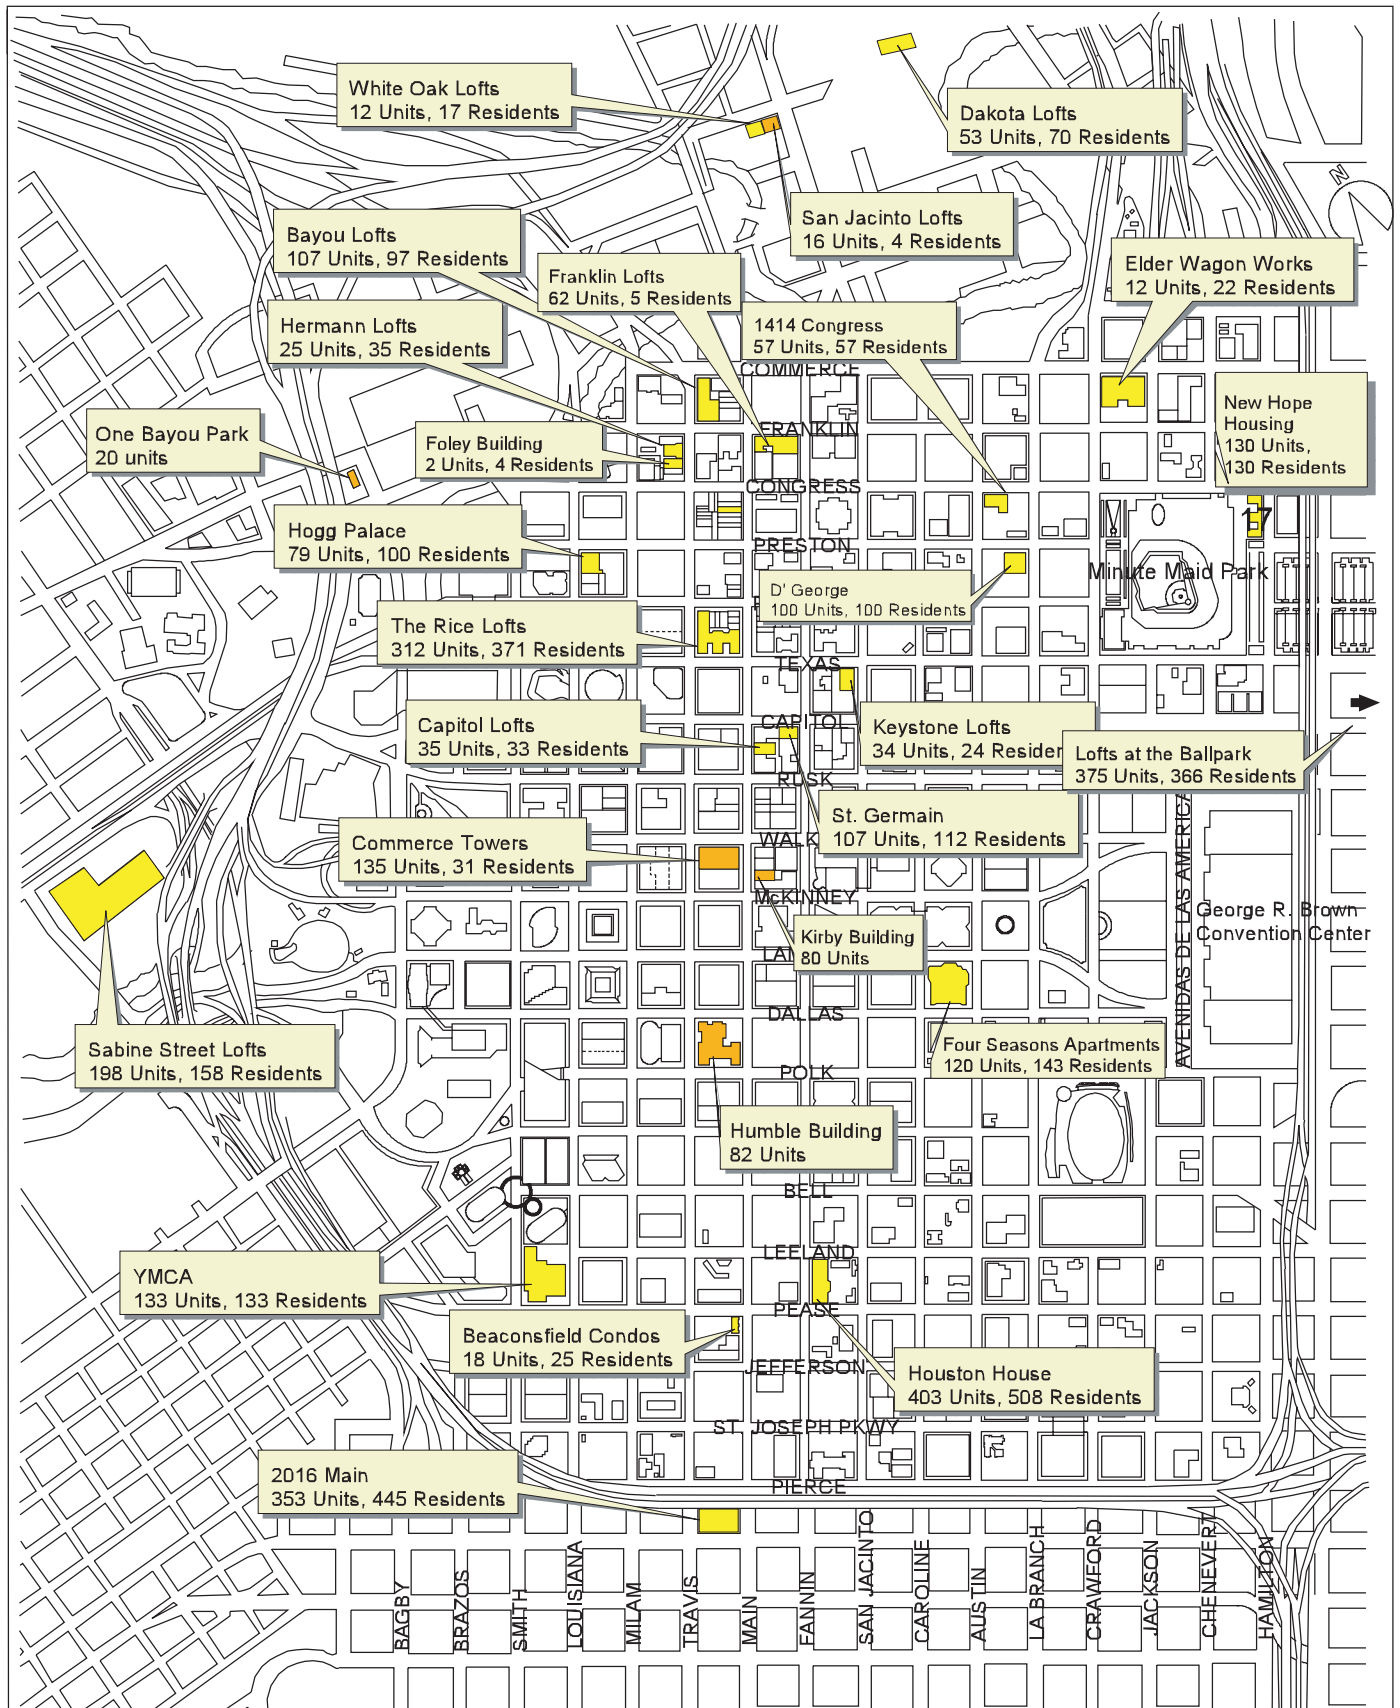 White Oak Lofts
12 Units, 17 Residents
Dakota Lofts
53 Units, 70 Residents
N
San Jacinto Lofts
16 Units, 4 Residents
Bayou Lofts
107 Units, 97 Residents
Franklin Lofts
62 Units, 5 Residents
Elder Wagon Works
12 Units, 22 Residents
Hermann Lofts
25 Units, 35 Residents
1414 Congress
57 Units, 57 Residents
COMMERCE
New Hope
Housing
130 Units,
130 Residents
One Bayou Park
20 units
Foley Building
2 Units, 4 Residents
FRANKLIN
CONGRESS
17
Hogg Palace
79 Units, 100 Residents
PRESTON
Minute Maid Park
D' George
100 Units, 100 Residents
The Rice Lofts
312 Units, 371 Residents
TEXAS
Capitol Lofts
35 Units, 33 Residents
CAPITOL
Keystone Lofts
34 Units, 24 Resider
Lofts at the Ballpark
375 Units, 366 Residents
RUSK
St. Germain
107 Units, 112 Residents
Commerce Towers
135 Units, 31 Residents
WALK
McKINNEY
AVENIDAS DE LAS AMERICA
George R. Brown
Convention Center
Kirby Building
80 Units
LA
Sabine Street Lofts
198 Units, 158 Residents
DALLAS
Four Seasons Apartments
120 Units, 143 Residents
POLK
Humble Building
82 Units
BELL
LEELAND
YMCA
133 Units, 133 Residents
PEASE
Beaconsfield Condos
18 Units, 25 Residents
JEFFERSON
Houston House
403 Units, 508 Residents
ST. JOSEPH PKWY
2016 Main
353 Units, 445 Residents
PIERCE
BAGBY
BRAZOS
SMITH
LOUISIANA
MILAM
TRAVIS
MAIN
FANNIN
SAN JACINTO
CAROLINE
AUSTIN
LA BRANCH
CRAWFORD
JACKSON
CHENEVERT
HAMILTON